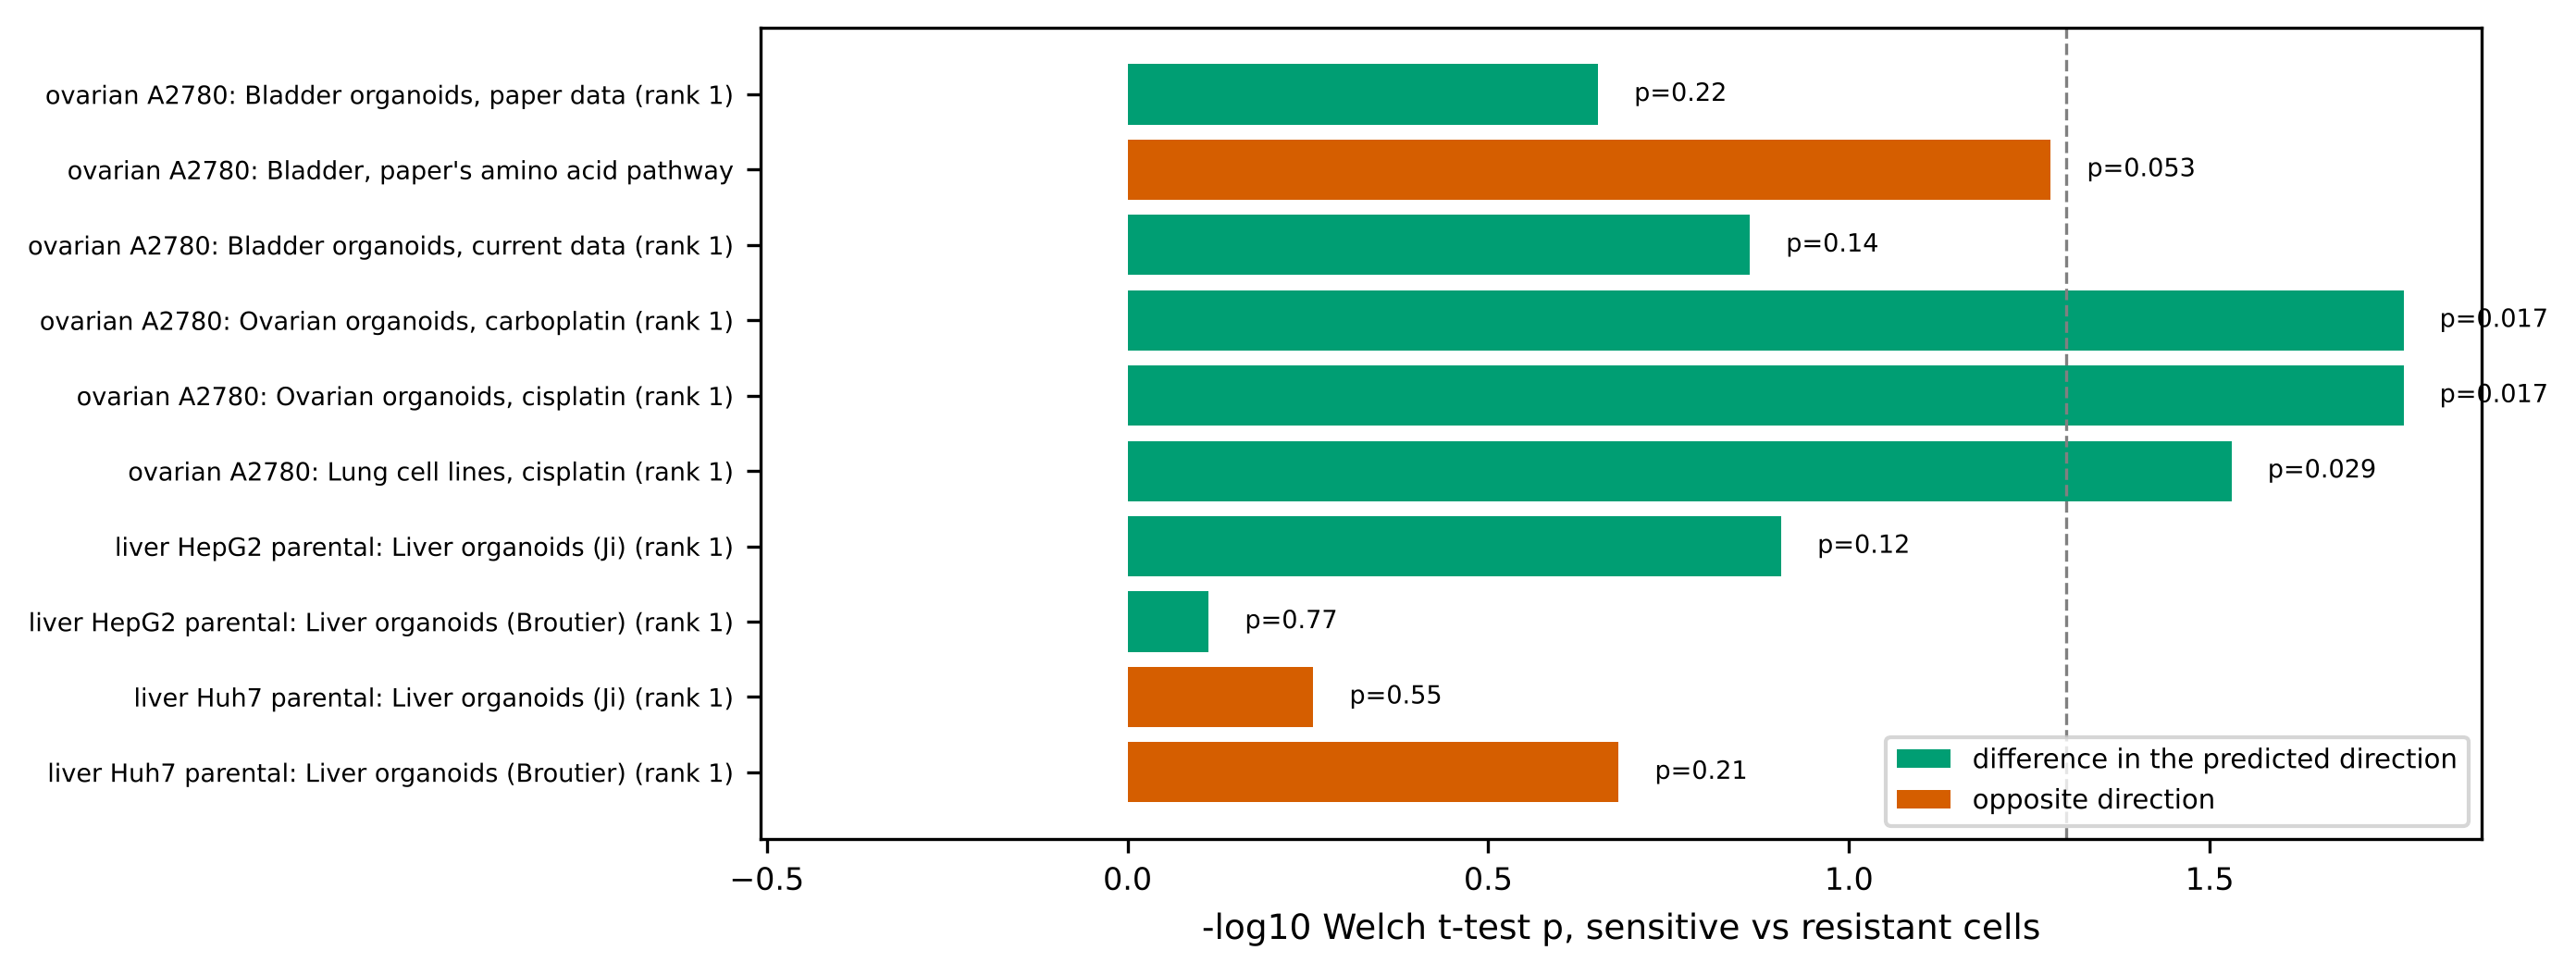 ovarian A2780: Bladder organoids, paper data (rank 1)
p=0.22
ovarian A2780: Bladder, paper's amino acid pathway
p=0.053
ovarian A2780: Bladder organoids, current data (rank 1)
p=0.14
ovarian A2780: Ovarian organoids, carboplatin (rank 1)
p=0.017
ovarian A2780: Ovarian organoids, cisplatin (rank 1)
p=0.017
ovarian A2780: Lung cell lines, cisplatin (rank 1)
p=0.029
liver HepG2 parental: Liver organoids (Ji) (rank 1)
p=0.12
liver HepG2 parental: Liver organoids (Broutier) (rank 1)
p=0.77
liver Huh7 parental: Liver organoids (Ji) (rank 1)
p=0.55
liver Huh7 parental: Liver organoids (Broutier) (rank 1)
p=0.21
difference in the predicted direction
opposite direction
−0.5 0.0 0.5 1.0 1.5
-log10 Welch t-test p, sensitive vs resistant cells